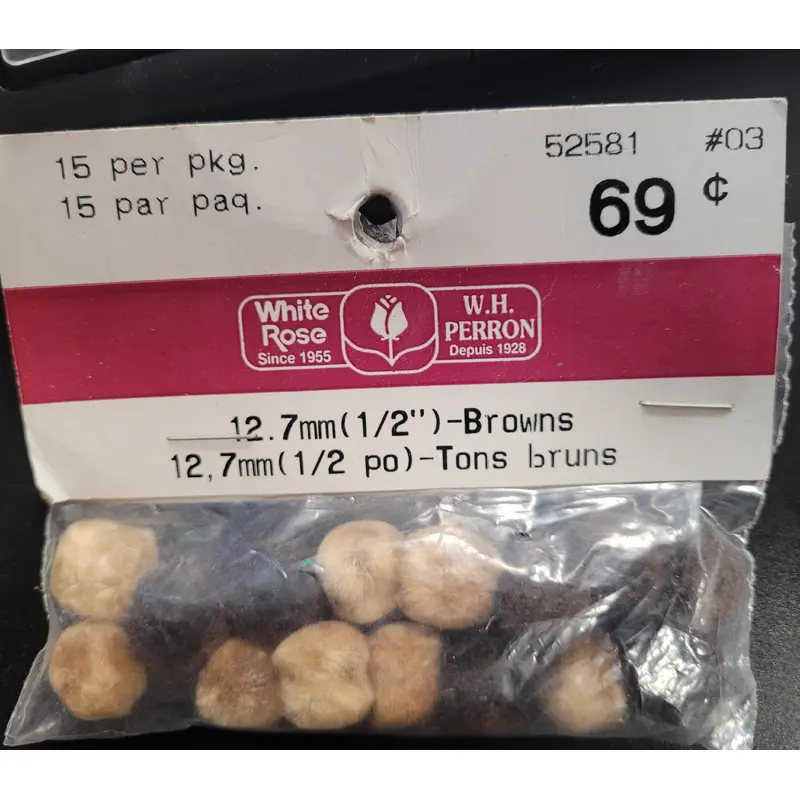 15 per pkg.
15 par paq.
52581 #03
69 ¢
White
Rose
Since 1955
W.H.
PERRON
Depuis 1928
12.7mm(1/2")-Browns
12,7mm(1/2 po)-Tons bruns